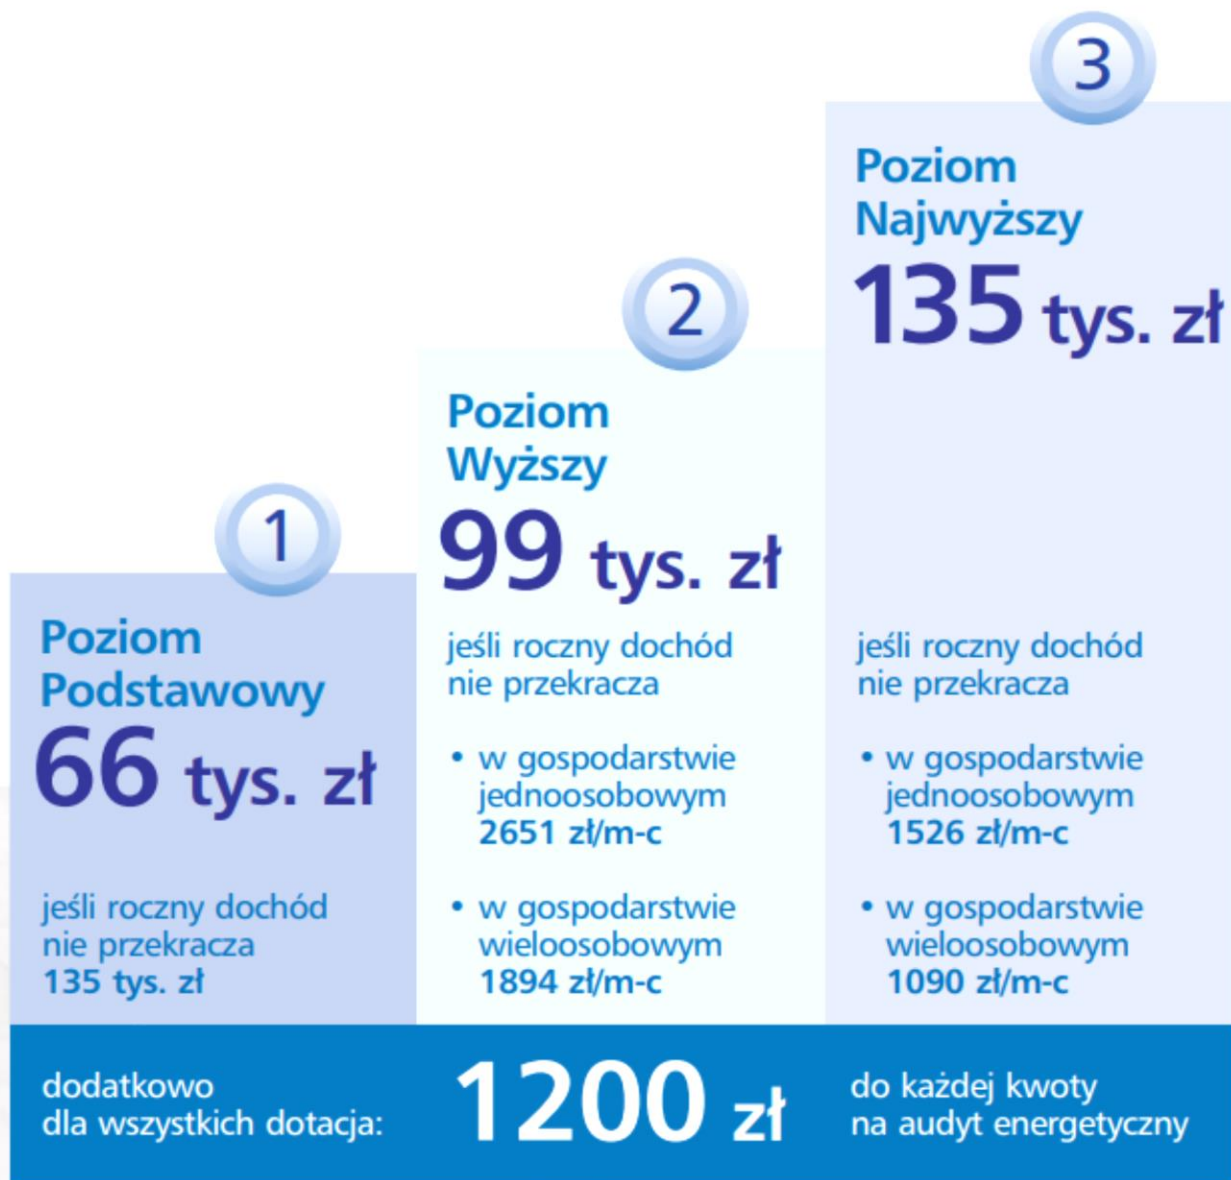 1
Poziom
Podstawowy
66 tys. zł
jeśli roczny dochód
nie przekracza
135 tys. zł
2
Poziom
Wyższy
99 tys. zł
jeśli roczny dochód
nie przekracza
• w gospodarstwie
jednoosobowym
2651 zł/m-c
• w gospodarstwie
wieloosobowym
1894 zł/m-c
3
Poziom
Najwyższy
135 tys. zł
jeśli roczny dochód
nie przekracza
• w gospodarstwie
jednoosobowym
1526 zł/m-c
• w gospodarstwie
wieloosobowym
1090 zł/m-c
dodatkowo
dla wszystkich dotacja:
1200 zł
do każdej kwoty
na audyt energetyczny